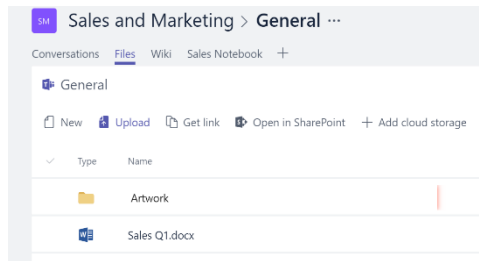 SM Sales and Marketing > General ···
Conversations Files Wiki Sales Notebook +
General
New Upload Get link Open in SharePoint + Add cloud storage
Type Name
Artwork
Sales Q1.docx